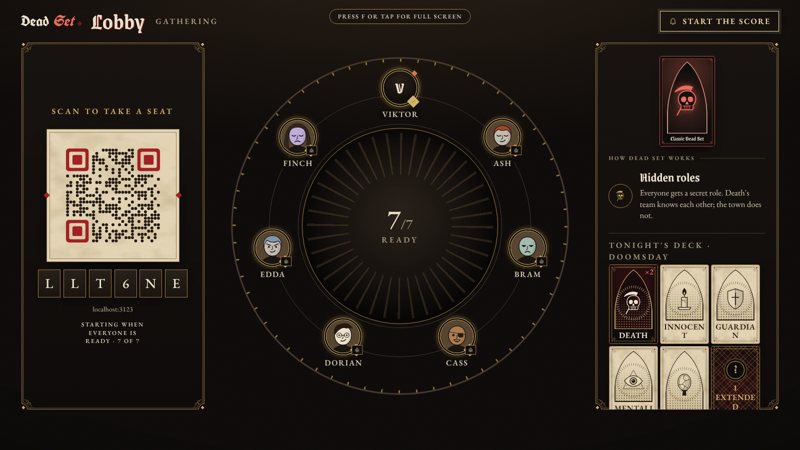 Dead Set. Lobby GATHERING
PRESS F OR TAP FOR FULL SCREEN
START THE SCORE
SCAN TO TAKE A SEAT
L L T 6 N E
localhost:3123
STARTING WHEN
EVERYONE IS
READY · 7 OF 7
V
VIKTOR
FINCH
ASH
7/7
READY
EDDA
BRAM
DORIAN
CASS
Classic Dead Set
HOW DEAD SET WORKS
Hidden roles
Everyone gets a secret role. Death's
team knows each other; the town does
not.
TONIGHT'S DECK ·
DOOMSDAY
×2
DEATH
INNOCEN
T
GUARDIA
N
EXTENDE
D